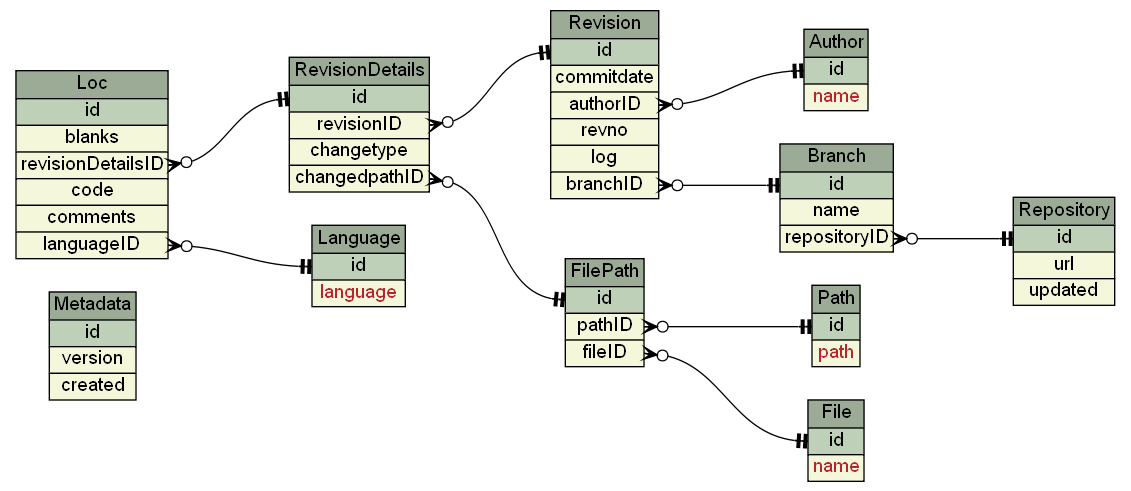 Loc
id
blanks
revisionDetailsID
code
comments
languageID
Metadata
id
version
created
RevisionDetails
id
revisionID
changetype
changedpathID
Language
id
language
Revision
id
commitdate
authorID
revno
log
branchID
FilePath
id
pathID
fileID
Author
id
name
Branch
id
name
repositoryID
Path
id
path
File
id
name
Repository
id
url
updated